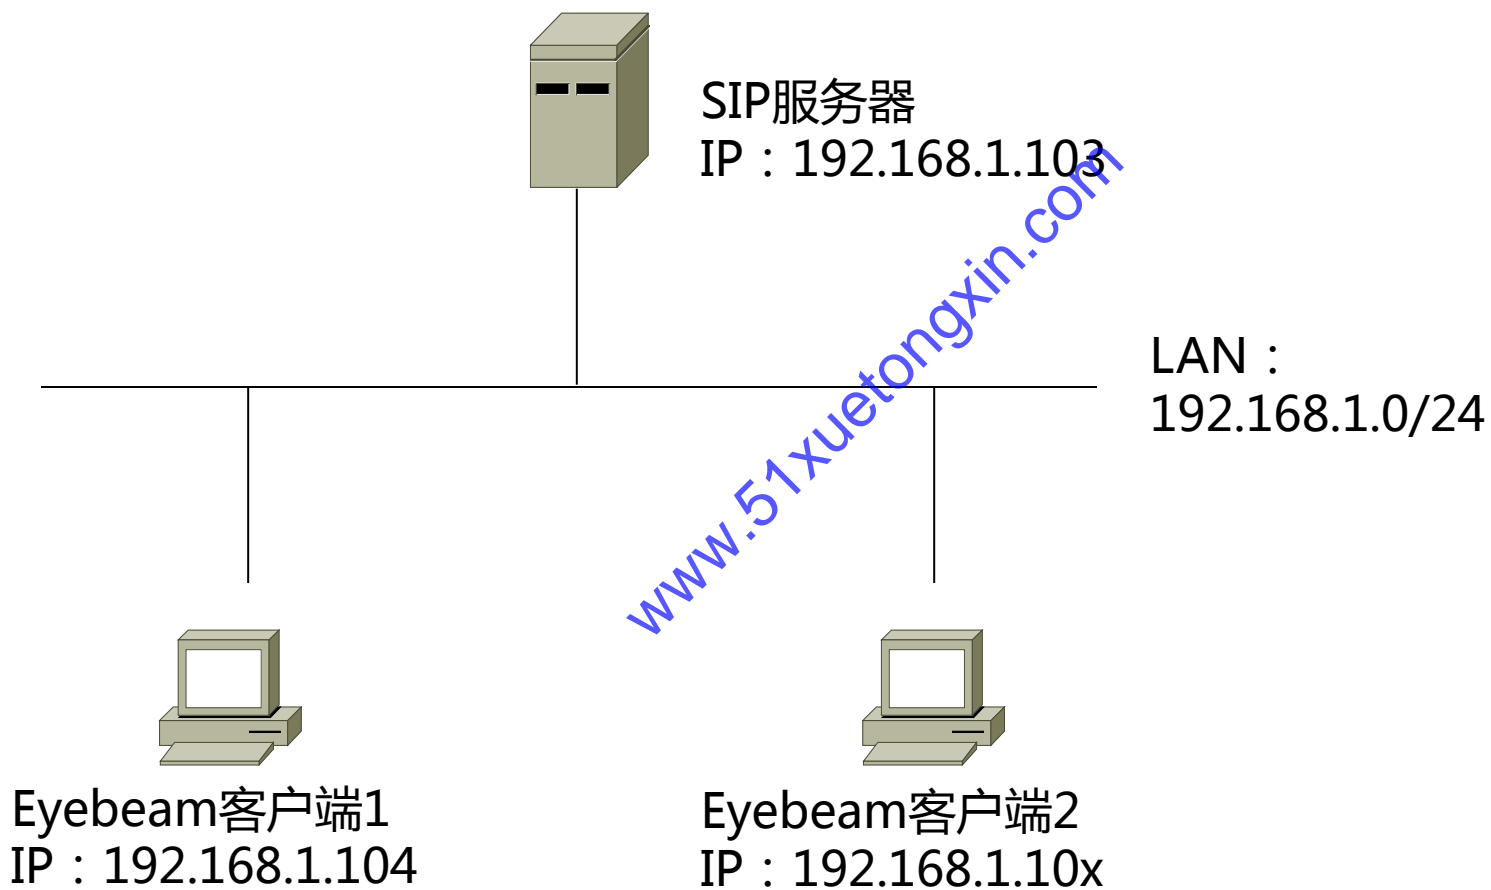 SIP服务器
IP：192.168.1.103
www.51xuetongxin.com
LAN：
192.168.1.0/24
Eyebeam客户端1
IP：192.168.1.104
Eyebeam客户端2
IP：192.168.1.10x